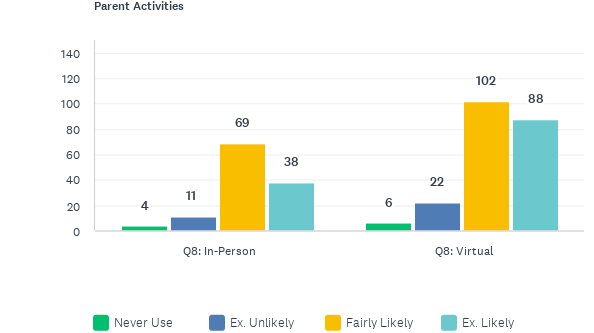 Parent Activities
140
120
100
80
60
40
20
0
4
11
69
38
6
22
102
88
Q8: In-Person
Q8: Virtual
Never Use
Ex. Unlikely
Fairly Likely
Ex. Likely